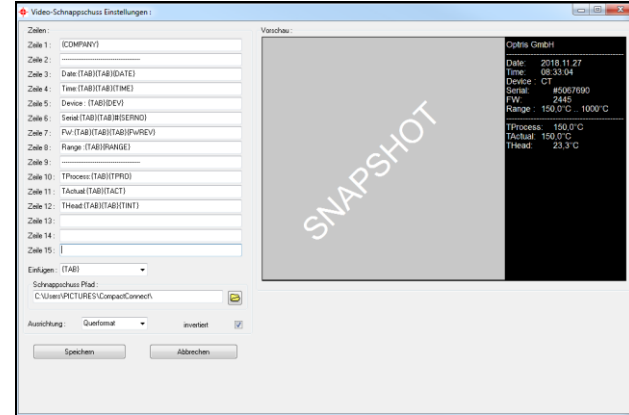 Video-Schnappschuss Einstellungen :
Zeilen :
Zeile 1 : {COMPANY}
Zeile 2 : ------------------------------------
Zeile 3 : Date:{TAB}{TAB}{DATE}
Zeile 4 : Time:{TAB}{TAB}{TIME}
Zeile 5 : Device : {TAB}{DEV}
Zeile 6 : Serial:{TAB}{TAB}#{SERNO}
Zeile 7 : FW:{TAB}{TAB}{TAB}{FWREV}
Zeile 8 : Range :{TAB}{RANGE}
Zeile 9 : ------------------------------------
Zeile 10 : TProcess:{TAB}{TPRO}
Zeile 11 : TActual:{TAB}{TACT}
Zeile 12 : THead:{TAB}{TAB}{TINT}
Zeile 13 :
Zeile 14 :
Zeile 15 :
Einfügen : {TAB}
Schnappschuss Pfad :
C:\Users\PICTURES\CompactConnect\
Ausrichtung : Querformat invertiert
Speichern Abbrechen
Vorschau :
SNAPSHOT
Optris GmbH
------------------------------------
Date: 2018.11.27
Time: 08:33:04
Device : CT
Serial: #5067690
FW: 2445
Range : 150,0°C .. 1000°C
------------------------------------
TProcess: 150,0°C
TActual: 150,0°C
THead: 23,3°C